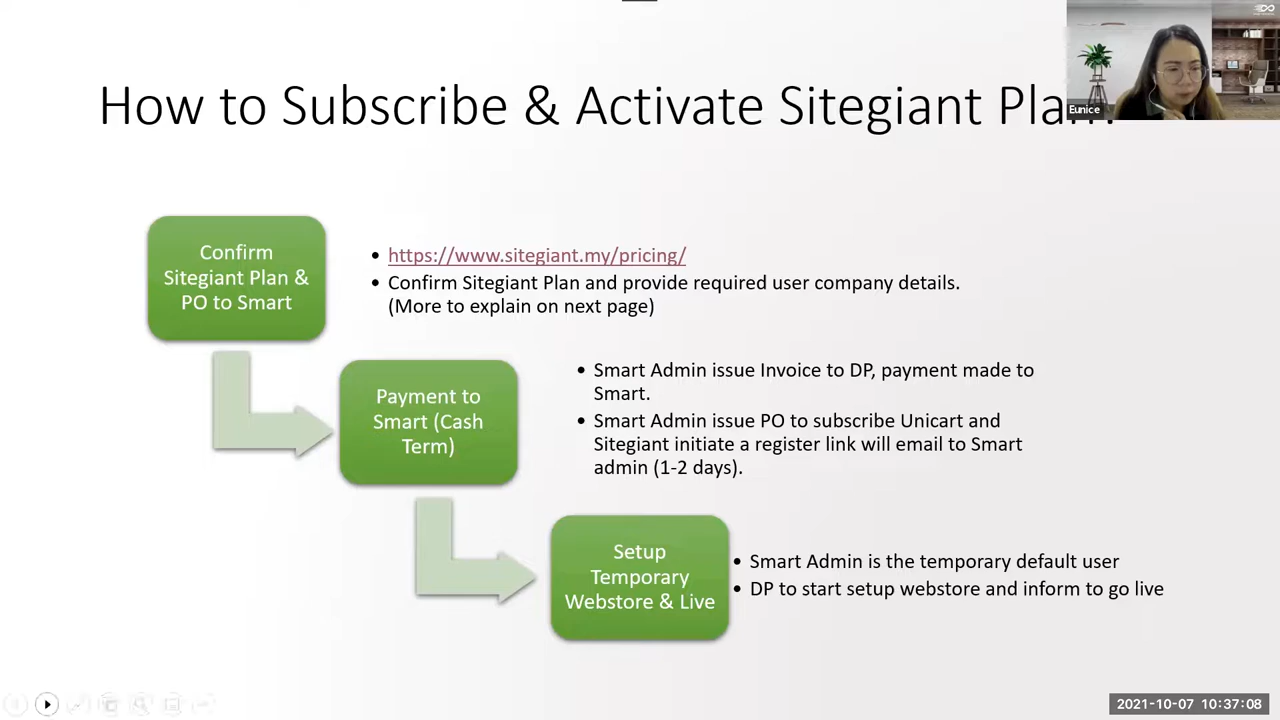 How to Subscribe & Activate Sitegiant Plan?
Eunice
Confirm
Sitegiant Plan &
PO to Smart
• https://www.sitegiant.my/pricing/
• Confirm Sitegiant Plan and provide required user company details.
(More to explain on next page)
Payment to
Smart (Cash
Term)
• Smart Admin issue Invoice to DP, payment made to
Smart.
• Smart Admin issue PO to subscribe Unicart and
Sitegiant initiate a register link will email to Smart
admin (1-2 days).
Setup
Temporary
Webstore & Live
• Smart Admin is the temporary default user
• DP to start setup webstore and inform to go live
2021-10-07 10:37:08